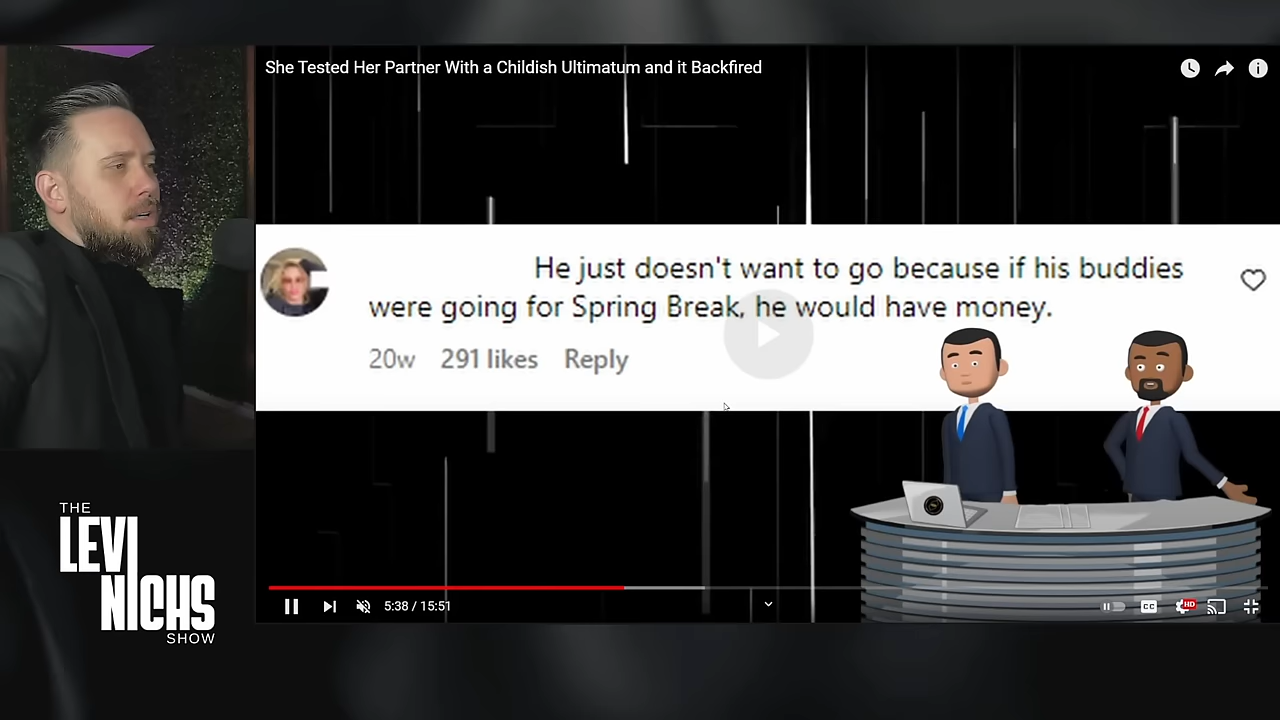 She Tested Her Partner With a Childish Ultimatum and it Backfired
He just doesn't want to go because if his buddies
were going for Spring Break, he would have money.
20w 291 likes Reply
THE
LEVI
NICHS
SHOW
5:38 / 15:51
CC
HD